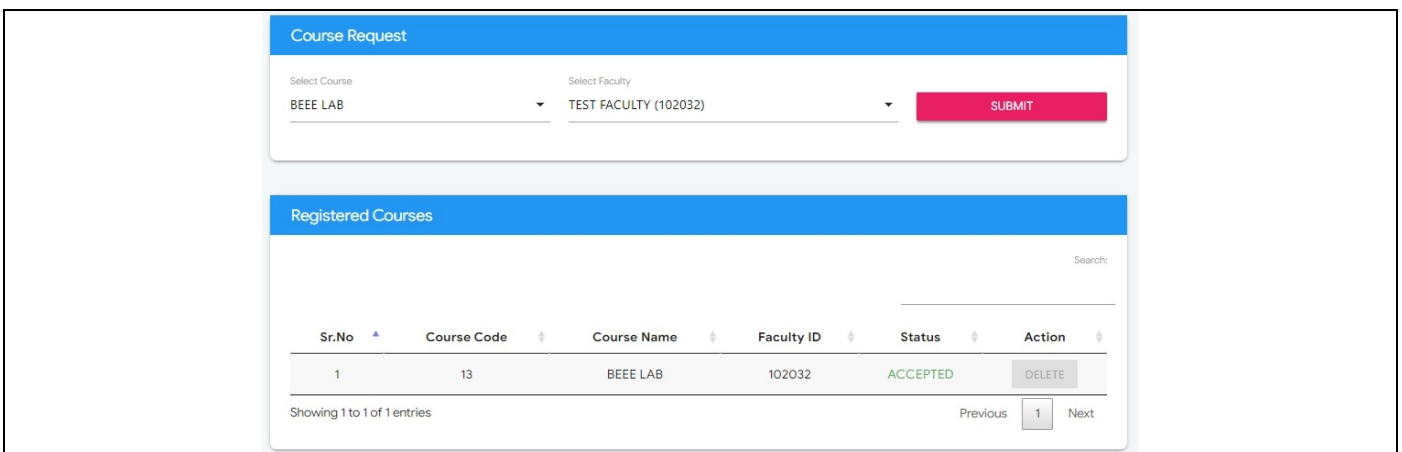 Course Request
Select Course Select Faculty
BEEE LAB TEST FACULTY (102032) SUBMIT
Registered Courses
Search:
Sr.No Course Code Course Name Faculty ID Status Action
1 13 BEEE LAB 102032 ACCEPTED DELETE
Showing 1 to 1 of 1 entries Previous 1 Next